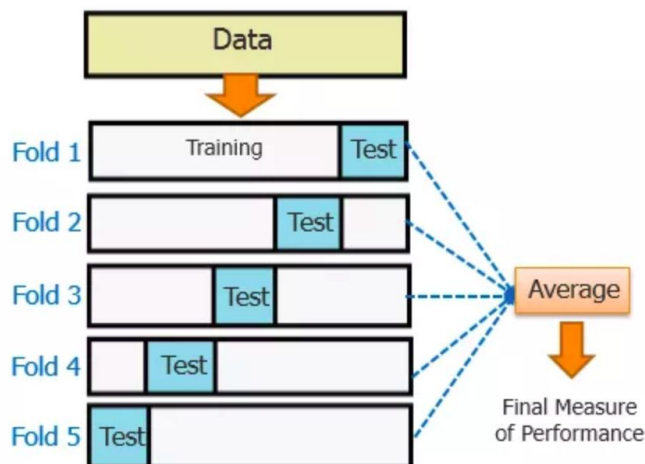 Data
Fold 1
Training
Test
Fold 2
Test
Fold 3
Test
Average
Fold 4
Test
Final Measure
of Performance
Fold 5
Test